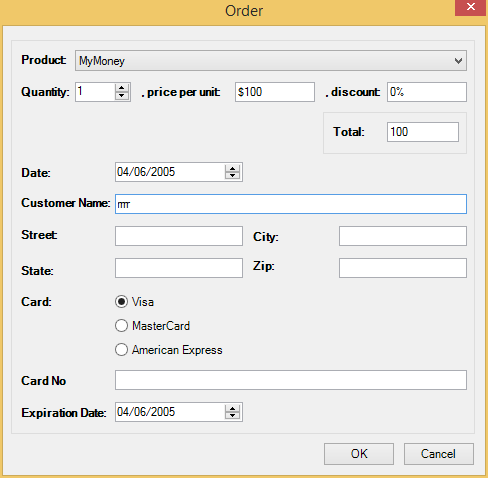 Order
Product: MyMoney
Quantity: 1 , price per unit: $100 , discount: 0%
Total: 100
Date: 04/06/2005
Customer Name: rrrr
Street: City:
State: Zip:
Card: Visa
MasterCard
American Express
Card No
Expiration Date: 04/06/2005
OK Cancel